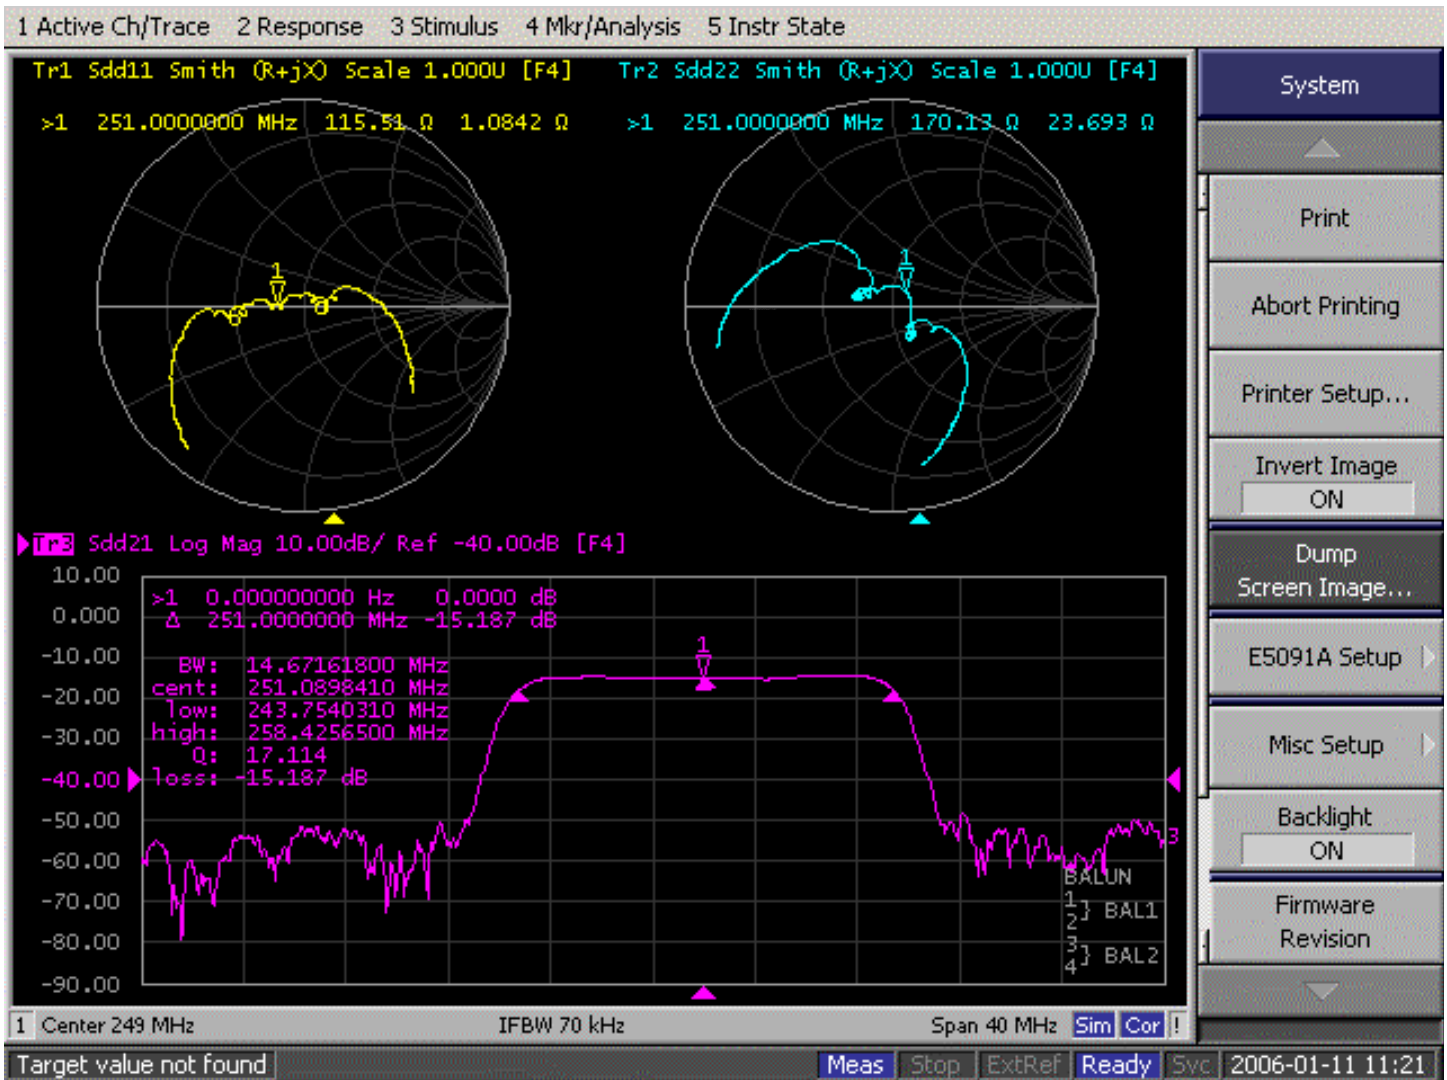 1 Active Ch/Trace 2 Response 3 Stimulus 4 Mkr/Analysis 5 Instr State
Tr1 Sdd11 Smith (R+jX) Scale 1.000U [F4]
>1 251.0000000 MHz 115.51 Ω 1.0842 Ω
1
Tr2 Sdd22 Smith (R+jX) Scale 1.000U [F4]
>1 251.0000000 MHz 170.13 Ω 23.693 Ω
1
Tr3 Sdd21 Log Mag 10.00dB/ Ref -40.00dB [F4]
10.00
0.000
-10.00
-20.00
-30.00
-40.00
-50.00
-60.00
-70.00
-80.00
-90.00
>1 0.000000000 Hz 0.0000 dB
Δ 251.0000000 MHz -15.187 dB
BW: 14.67161800 MHz
cent: 251.0898410 MHz
low: 243.7540310 MHz
high: 258.4256500 MHz
Q: 17.114
loss: -15.187 dB
1
3
BALUN
1
2} BAL1
3
4} BAL2
1 Center 249 MHz IFBW 70 kHz Span 40 MHz Sim Cor !
Target value not found Meas Stop ExtRef Ready Svc 2006-01-11 11:21
System
Print
Abort Printing
Printer Setup...
Invert Image
ON
Dump
Screen Image...
E5091A Setup
Misc Setup
Backlight
ON
Firmware
Revision